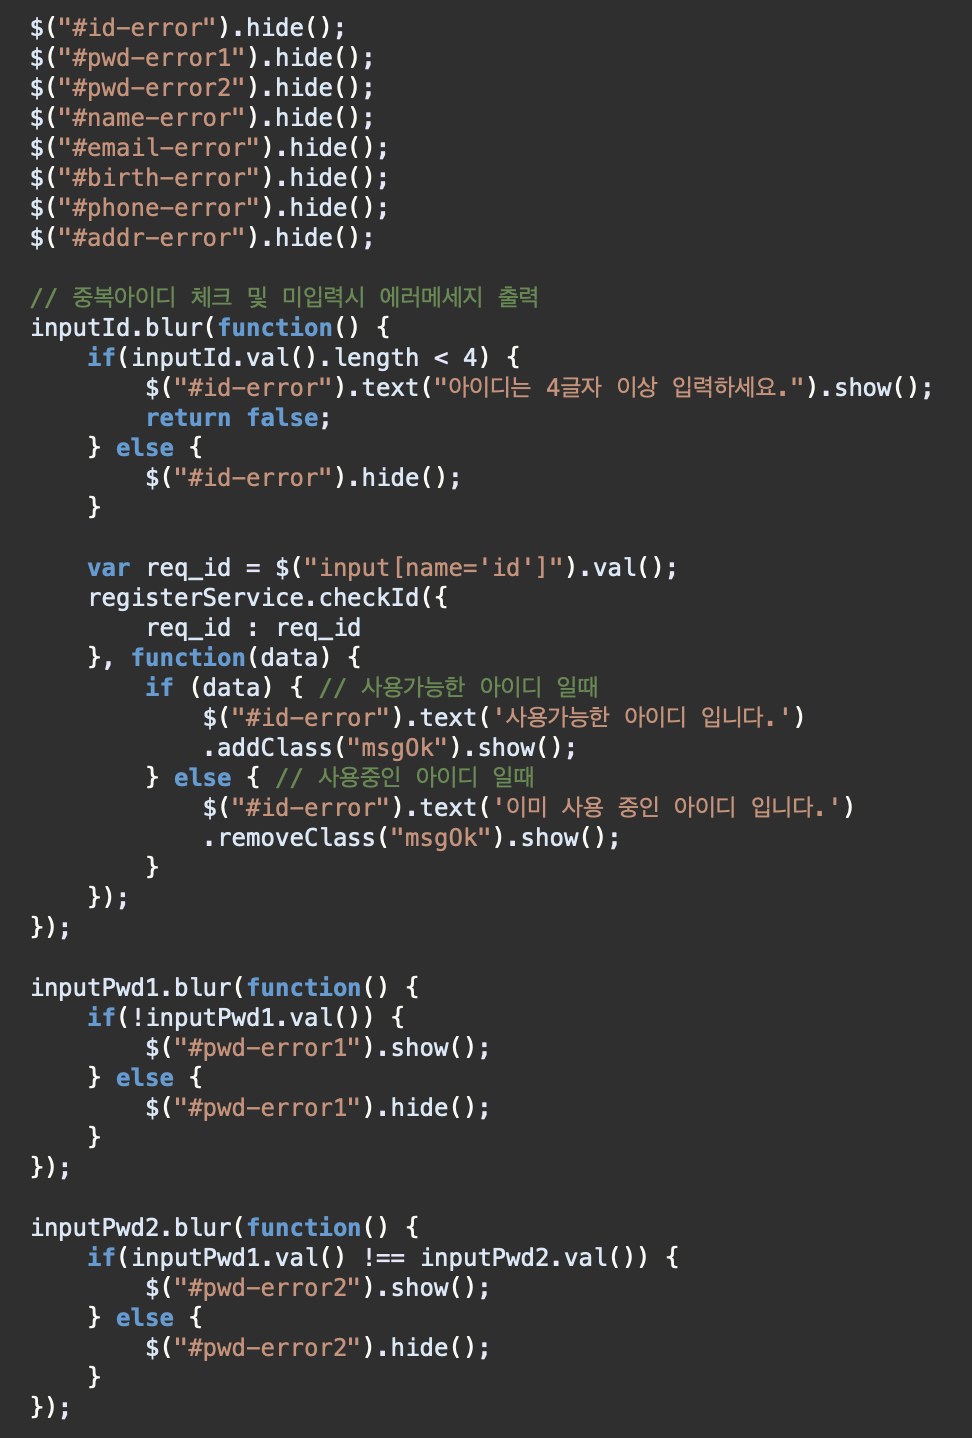 $("#id-error").hide();
$("#pwd-error1").hide();
$("#pwd-error2").hide();
$("#name-error").hide();
$("#email-error").hide();
$("#birth-error").hide();
$("#phone-error").hide();
$("#addr-error").hide();

// 중복아이디 체크 및 미입력시 에러메세지 출력
inputId.blur(function() {
    if(inputId.val().length < 4) {
        $("#id-error").text("아이디는 4글자 이상 입력하세요.").show();
        return false;
    } else {
        $("#id-error").hide();
    }

    var req_id = $("input[name='id']").val();
    registerService.checkId({
        req_id : req_id
    }, function(data) {
        if (data) { // 사용가능한 아이디 일때
            $("#id-error").text('사용가능한 아이디 입니다.')
            .addClass("msgOk").show();
        } else { // 사용중인 아이디 일때
            $("#id-error").text('이미 사용 중인 아이디 입니다.')
            .removeClass("msgOk").show();
        }
    });
});

inputPwd1.blur(function() {
    if(!inputPwd1.val()) {
        $("#pwd-error1").show();
    } else {
        $("#pwd-error1").hide();
    }
});

inputPwd2.blur(function() {
    if(inputPwd1.val() !== inputPwd2.val()) {
        $("#pwd-error2").show();
    } else {
        $("#pwd-error2").hide();
    }
});